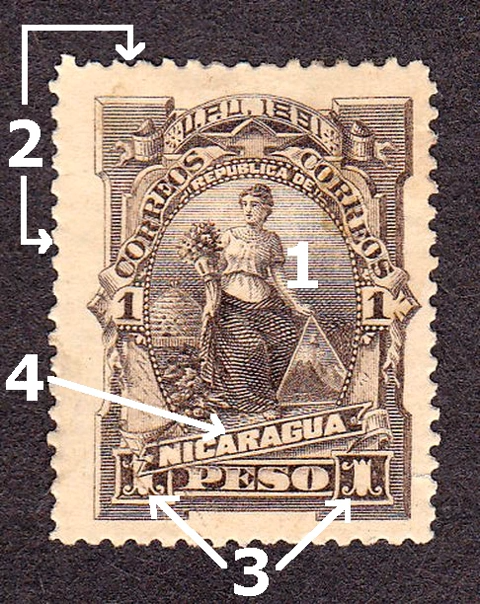 U.P.U. 1891
2
CORREOS CORREOS
REPUBLICA DE
1
1 1
4
NICARAGUA
1 PESO 1
3